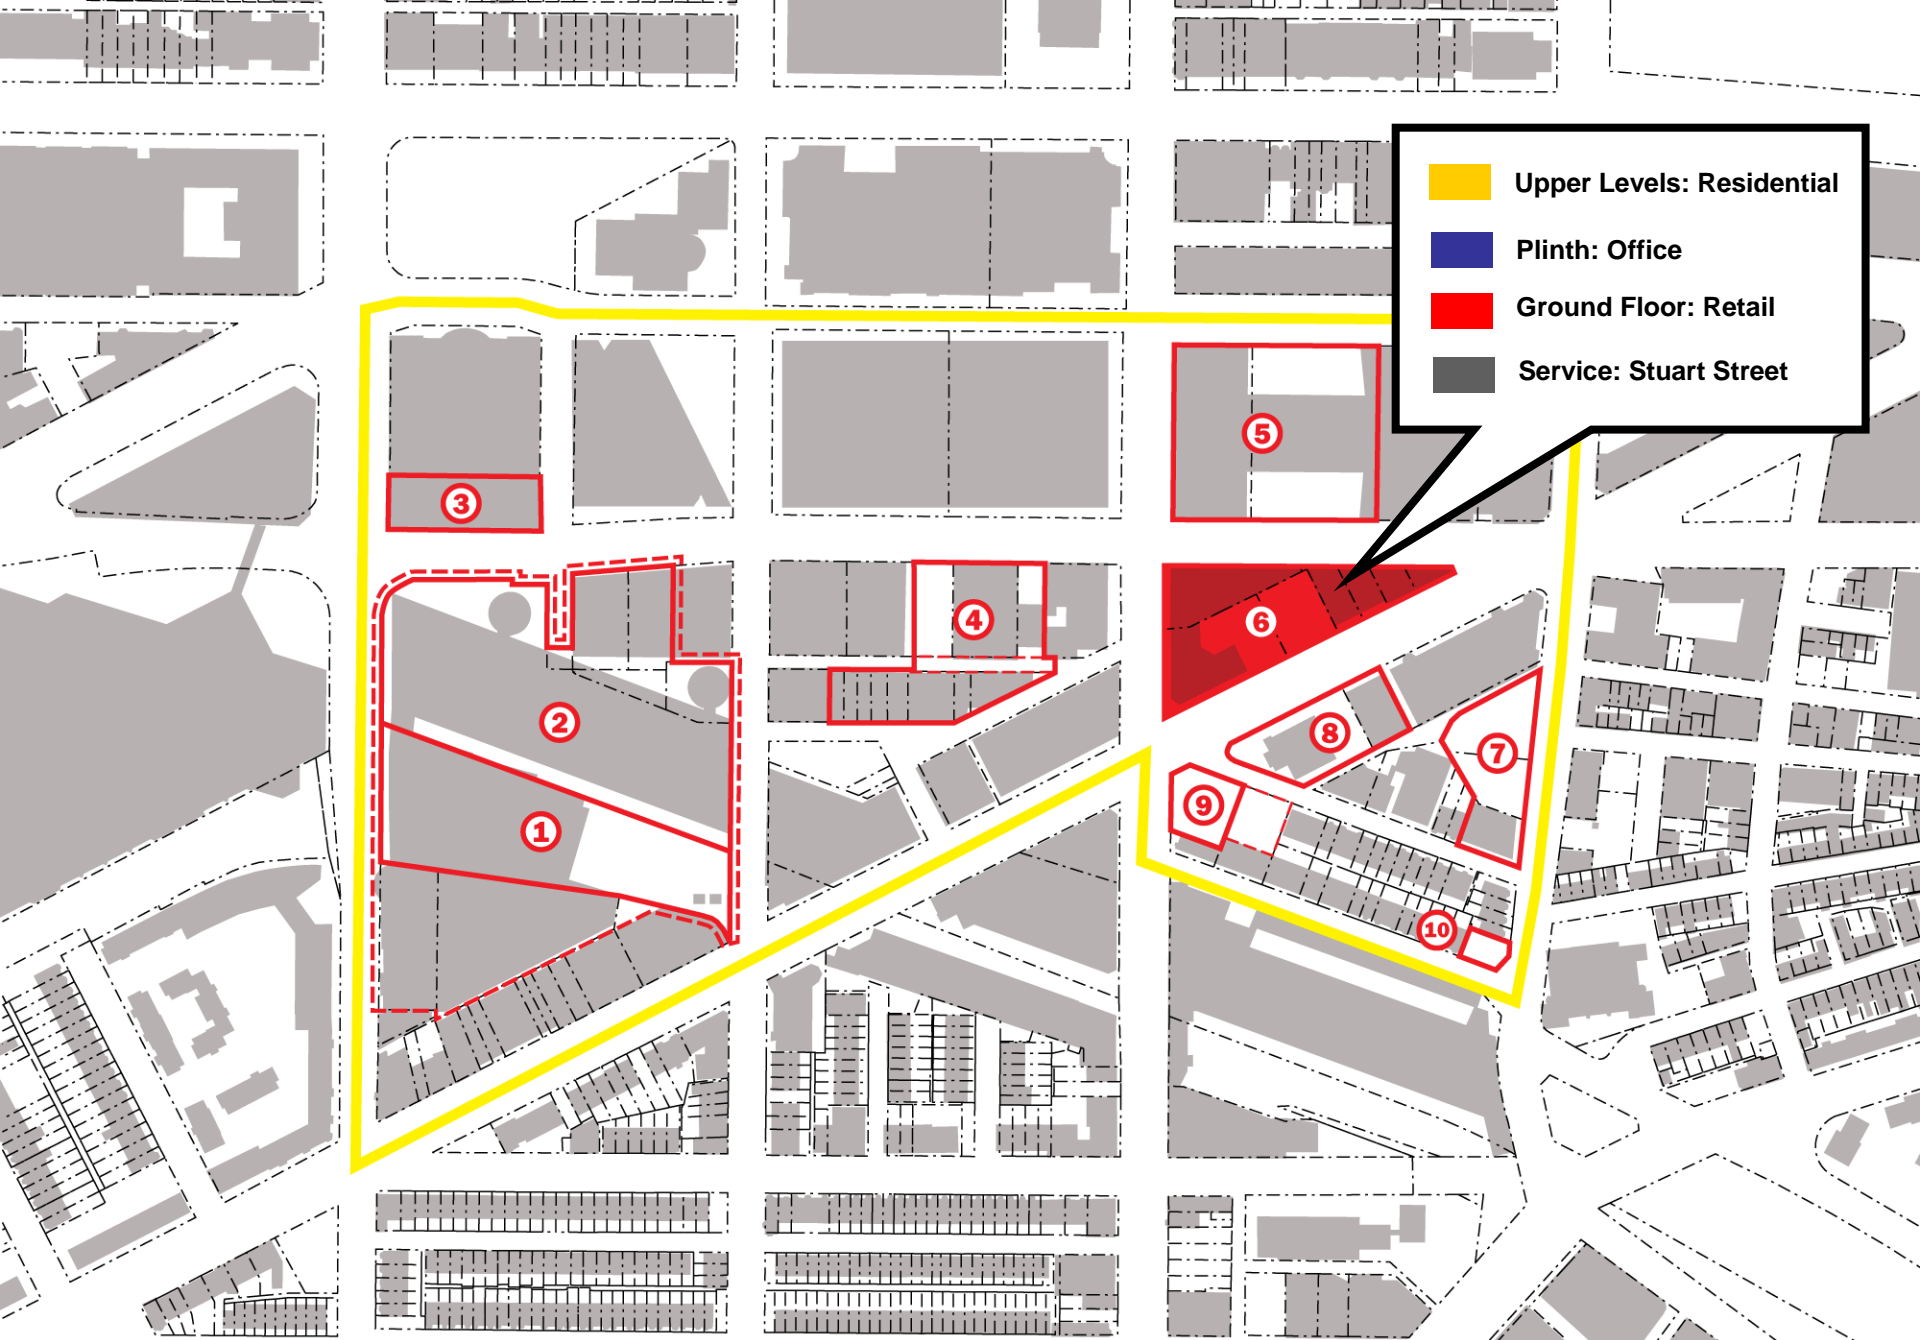 Upper Levels: Residential
Plinth: Office
Ground Floor: Retail
Service: Stuart Street
5
3
4
6
2
8
7
9
1
10